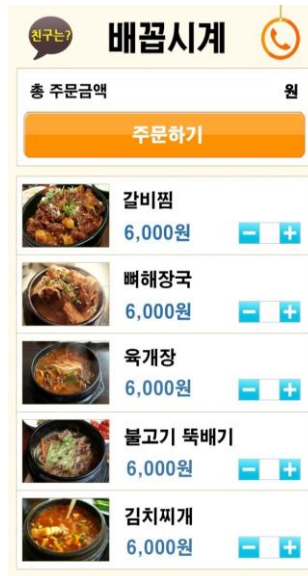 친구는?
배꼽시계
총 주문금액 원
주문하기
갈비찜
6,000원
뼈해장국
6,000원
육개장
6,000원
불고기 뚝배기
6,000원
김치찌개
6,000원